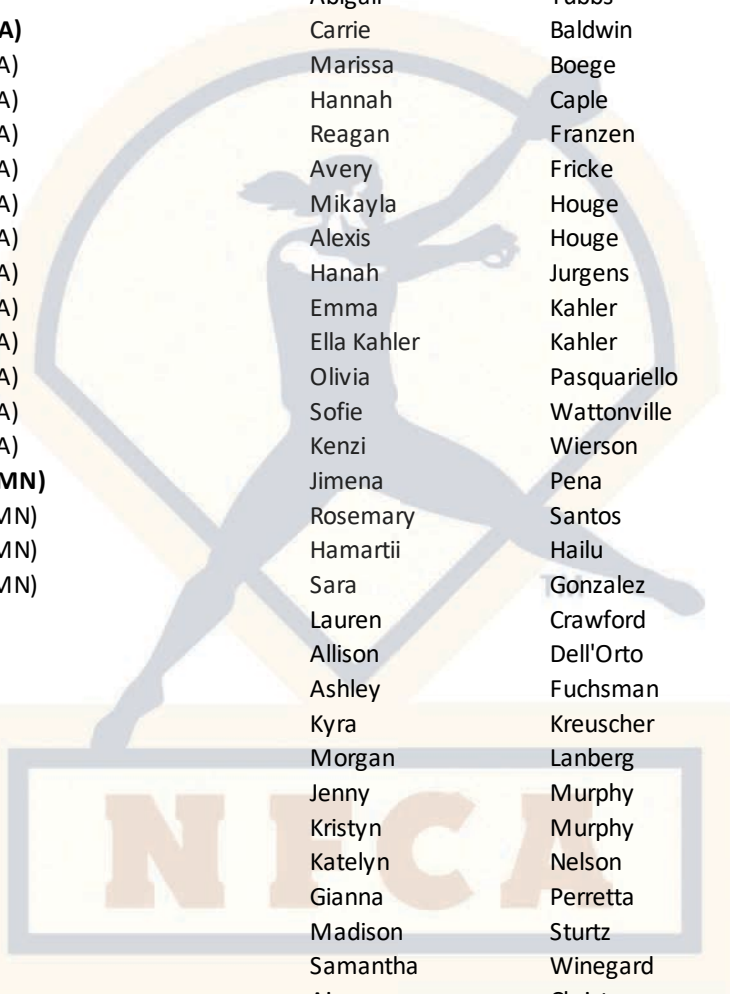 Abigail Tubbs
A) Carrie Baldwin
A) Marissa Boege
A) Hannah Caple
A) Reagan Franzen
A) Avery Fricke
A) Mikayla Houge
A) Alexis Houge
A) Hanah Jurgens
A) Emma Kahler
A) Ella Kahler Kahler
A) Olivia Pasquariello
A) Sofie Wattonville
A) Kenzi Wierson
MN) Jimena Pena
MN) Rosemary Santos
MN) Hamartii Hailu
MN) Sara Gonzalez
TM
Lauren Crawford
Allison Dell'Orto
Ashley Fuchsman
Kyra Kreuscher
Morgan Lanberg
Jenny Murphy
Kristyn Murphy
Katelyn Nelson
Gianna Perretta
Madison Sturtz
Samantha Winegard
NFCA